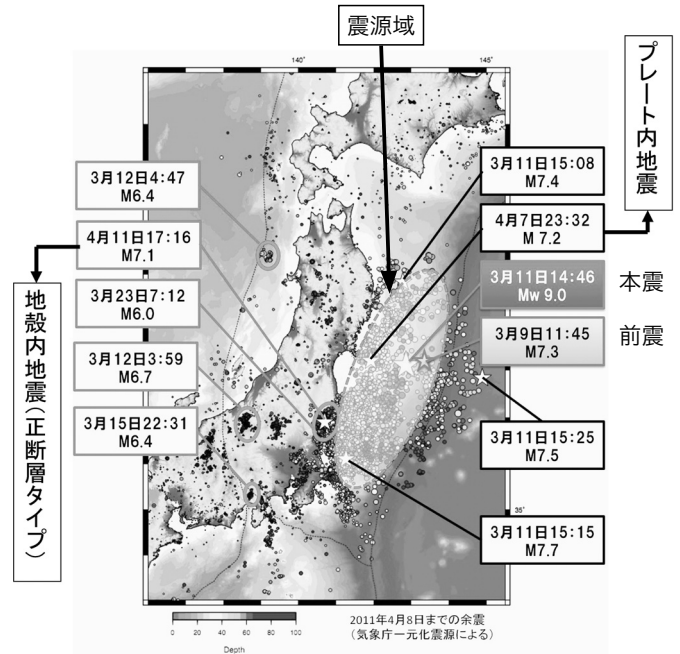 震源域
プレート内地震
140°
145°
3月12日4:47
M6.4
4月11日17:16
M7.1
3月23日7:12
M6.0
3月12日3:59
M6.7
3月15日22:31
M6.4
地殻内地震(正断層タイプ)
3月11日15:08
M7.4
4月7日23:32
M 7.2
3月11日14:46
Mw 9.0
本震
3月9日11:45
M7.3
前震
3月11日15:25
M7.5
3月11日15:15
M7.7
35°
0 20 40 60 80 100
Depth
2011年4月8日までの余震
(気象庁一元化震源による)